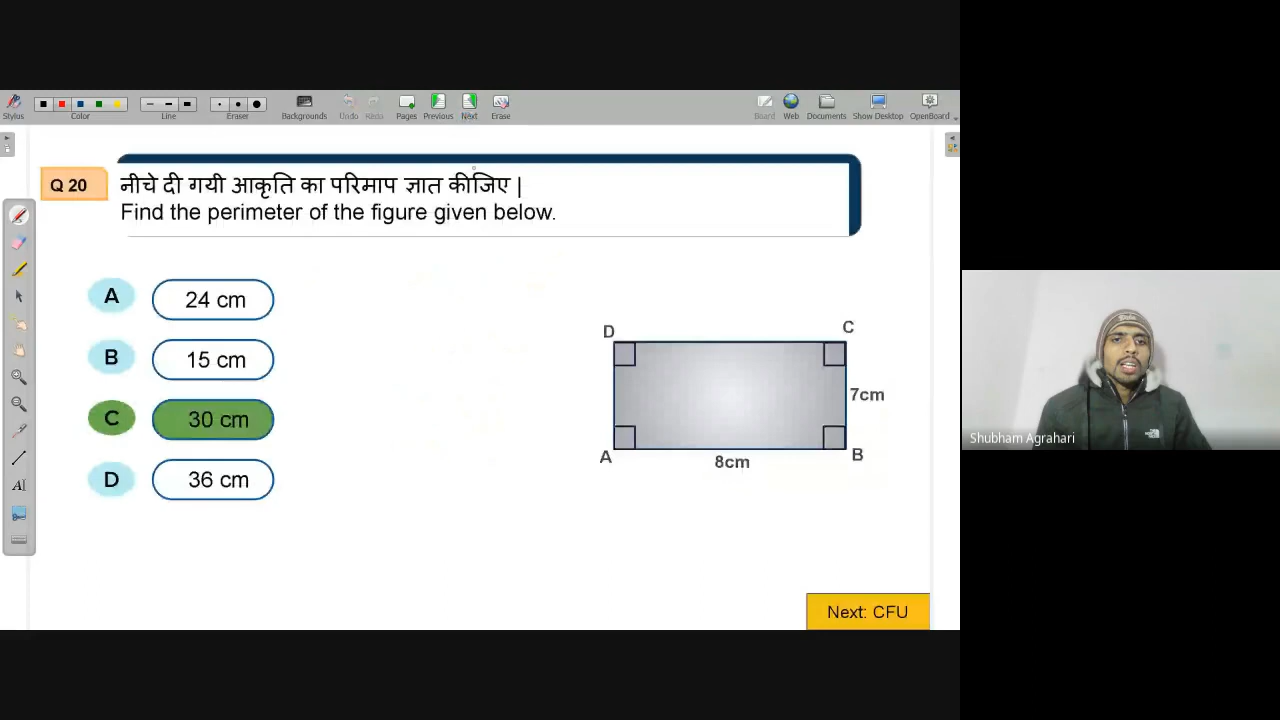 Stylus
Color
Line
Eraser
Backgrounds
Undo
Redo
Pages
Previous
Next
Erase
Board
Web
Documents
Show Desktop
OpenBoard
Q 20
नीचे दी गयी आकृति का परिमाप ज्ञात कीजिए |
Find the perimeter of the figure given below.
A 24 cm
B 15 cm
C 30 cm
D 36 cm
D
C
7cm
A
B
8cm
Shubham Agrahari
Next: CFU